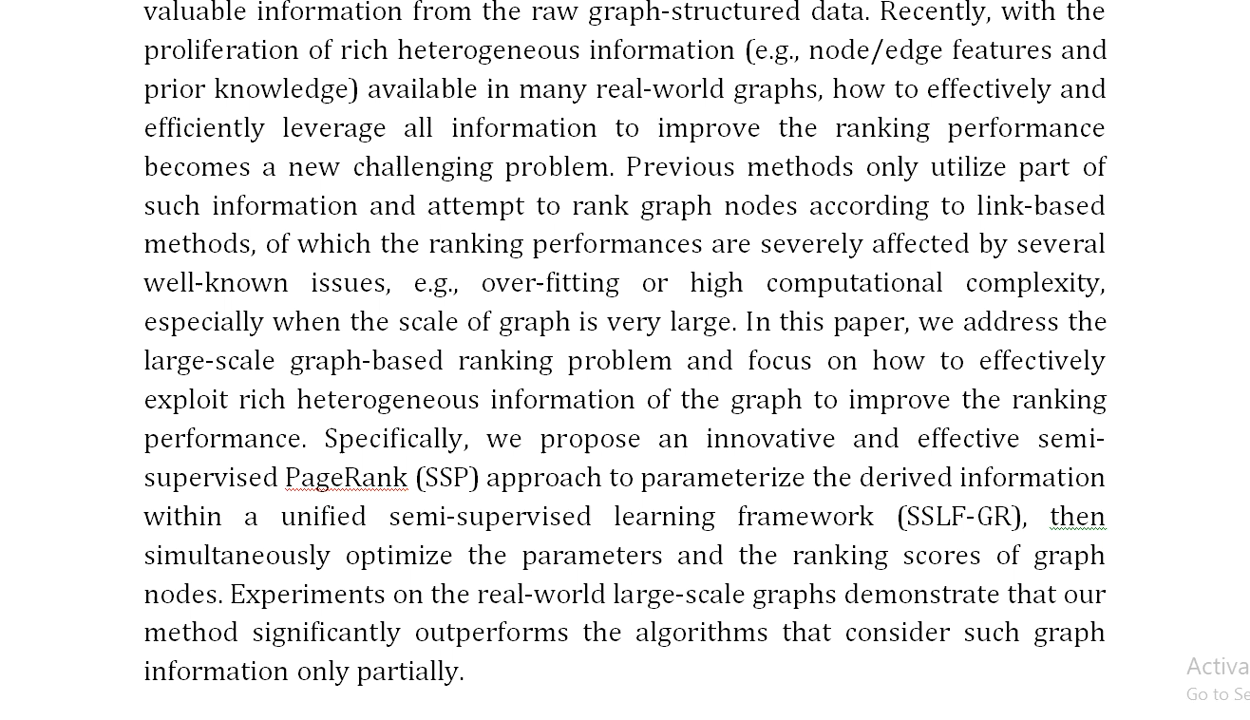 valuable information from the raw graph-structured data. Recently, with the
proliferation of rich heterogeneous information (e.g., node/edge features and
prior knowledge) available in many real-world graphs, how to effectively and
efficiently leverage all information to improve the ranking performance
becomes a new challenging problem. Previous methods only utilize part of
such information and attempt to rank graph nodes according to link-based
methods, of which the ranking performances are severely affected by several
well-known issues, e.g., over-fitting or high computational complexity,
especially when the scale of graph is very large. In this paper, we address the
large-scale graph-based ranking problem and focus on how to effectively
exploit rich heterogeneous information of the graph to improve the ranking
performance. Specifically, we propose an innovative and effective semi-
supervised PageRank (SSP) approach to parameterize the derived information
within a unified semi-supervised learning framework (SSLF-GR), then
simultaneously optimize the parameters and the ranking scores of graph
nodes. Experiments on the real-world large-scale graphs demonstrate that our
method significantly outperforms the algorithms that consider such graph
information only partially.
Activa
Go to Se